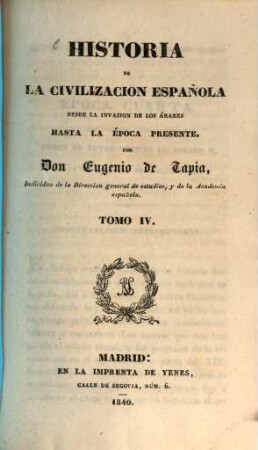 HISTORIA
DE
LA CIVILIZACION ESPAÑOLA
DESDE LA INVASION DE LOS ÁRABES
HASTA LA ÉPOCA PRESENTE.
POR
Don Eugenio de Tapia,
Individuo de la Direccion general de estudios, y de la Academia
española.
TOMO IV.
MADRID:
EN LA IMPRENTA DE YENES,
CALLE DE SEGOVIA, NÚM. 6.
1840.